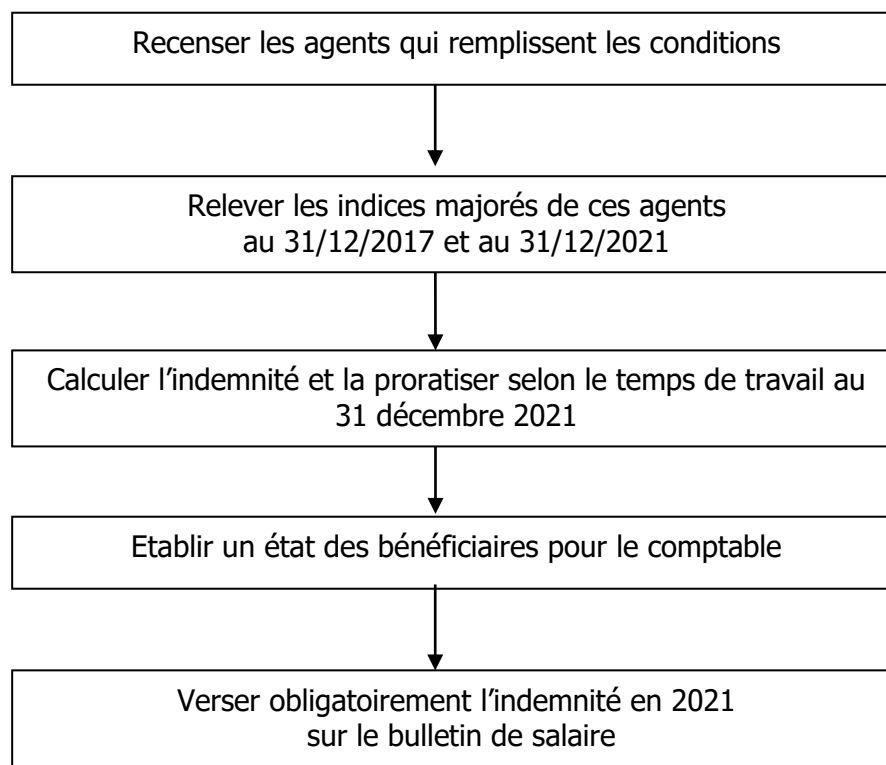 Recenser les agents qui remplissent les conditions
Relever les indices majorés de ces agents
au 31/12/2017 et au 31/12/2021
Calculer l’indemnité et la proratiser selon le temps de travail au
31 décembre 2021
Etablir un état des bénéficiaires pour le comptable
Verser obligatoirement l’indemnité en 2021
sur le bulletin de salaire